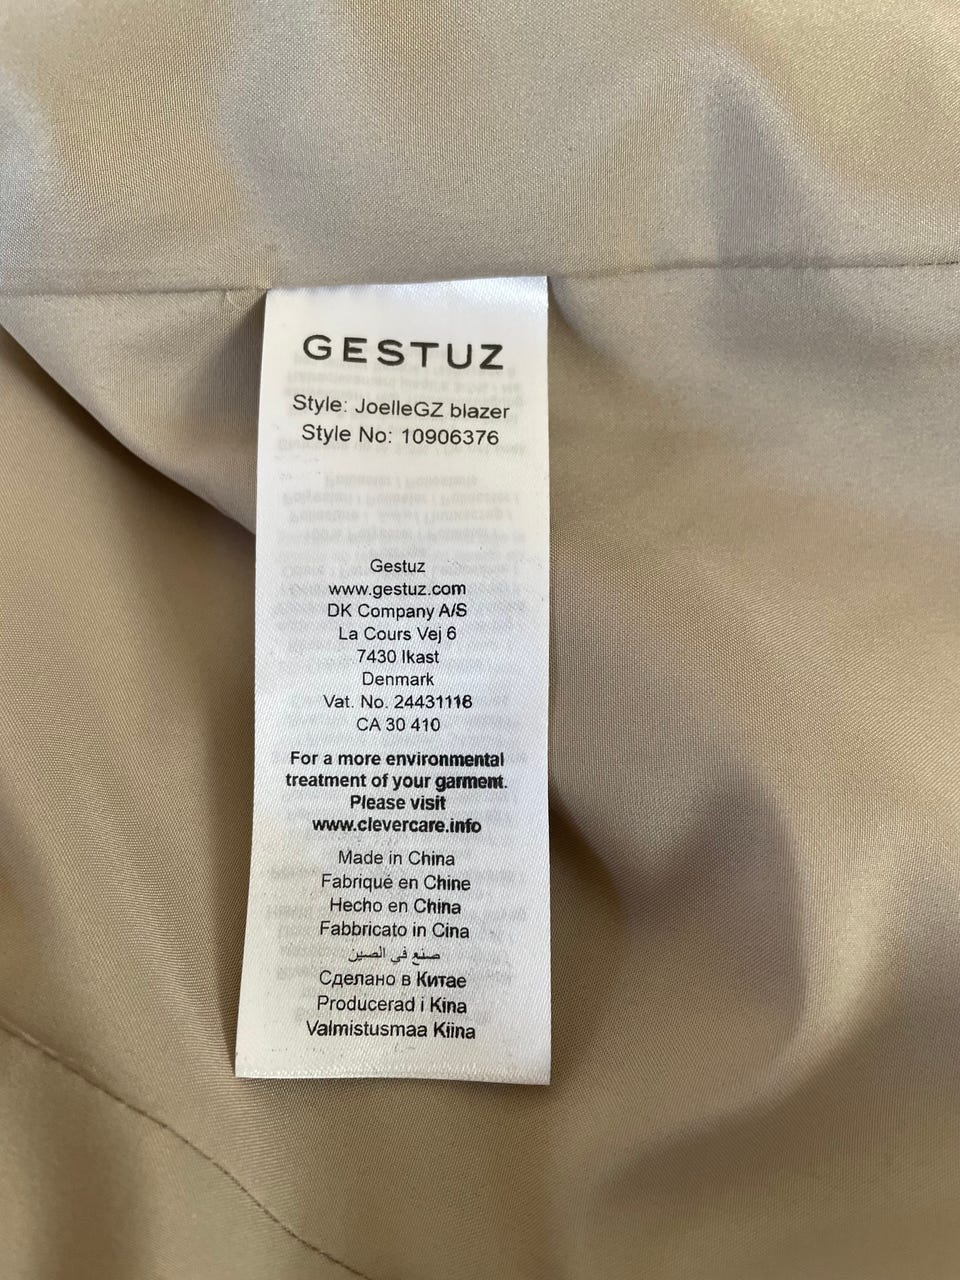 GESTUZ
Style: JoelleGZ blazer
Style No: 10906376
Gestuz
www.gestuz.com
DK Company A/S
La Cours Vej 6
7430 Ikast
Denmark
Vat. No. 24431118
CA 30 410
For a more environmental
treatment of your garment.
Please visit
www.clevercare.info
Made in China
Fabriqué en Chine
Hecho en China
Fabbricato in Cina
صنع في الصين
Сделано в Китае
Producerad i Kina
Valmistusmaa Kiina